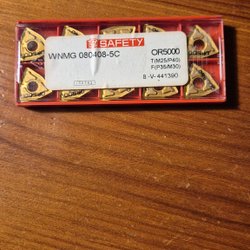 SAFETY
WNMG 080408-5C
OR5000
T(M25/P40)
F(P35/M30)
8-V-441390